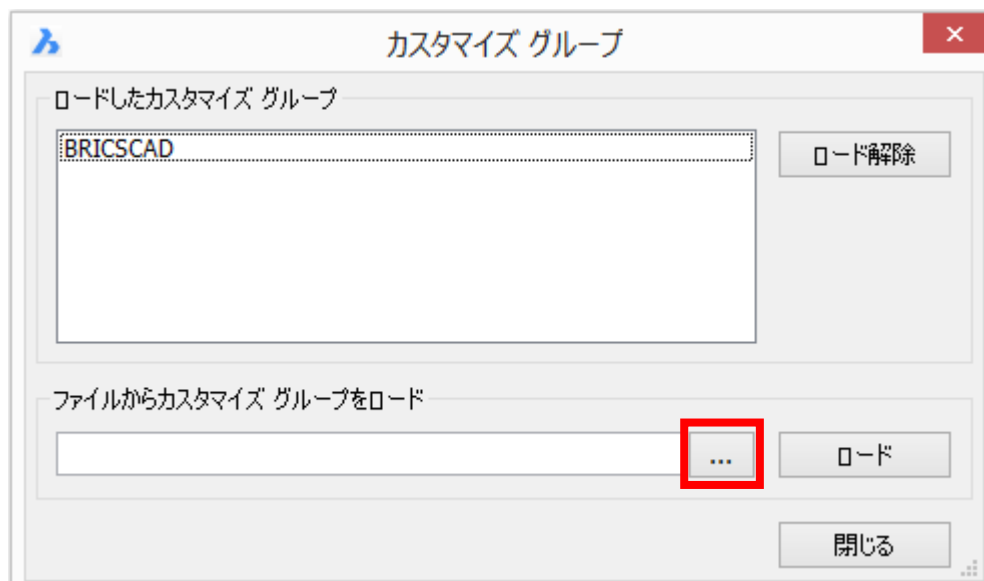 カスタマイズ グループ
ロードしたカスタマイズ グループ
BRICSCAD
ロード解除
ファイルからカスタマイズ グループをロード
...
ロード
閉じる